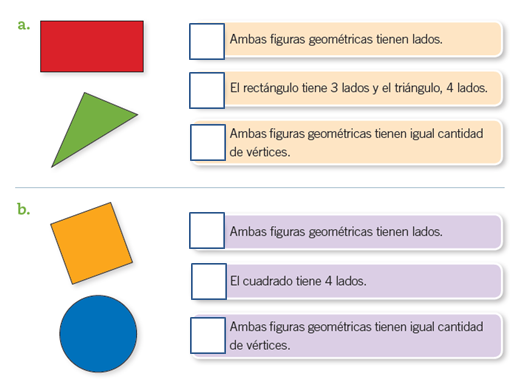 a.
Ambas figuras geométricas tienen lados.
El rectángulo tiene 3 lados y el triángulo, 4 lados.
Ambas figuras geométricas tienen igual cantidad
de vértices.
b.
Ambas figuras geométricas tienen lados.
El cuadrado tiene 4 lados.
Ambas figuras geométricas tienen igual cantidad
de vértices.